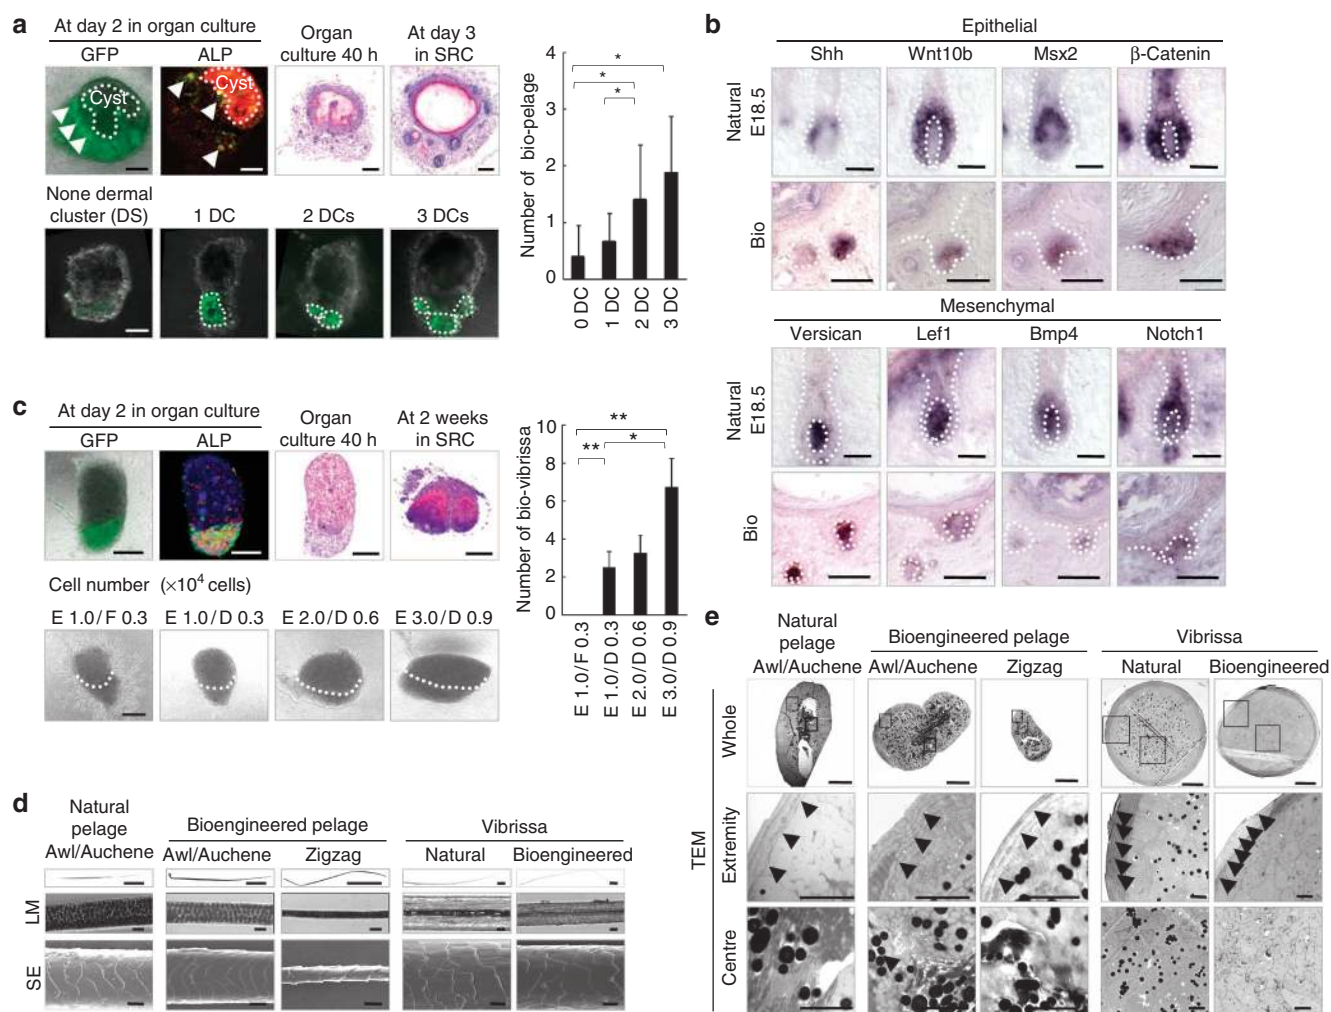 a
At day 2 in organ culture
GFP
ALP
Organ
culture 40 h
At day 3
in SRC
Cyst
Cyst
None dermal
cluster (DS)
1 DC
2 DCs
3 DCs
Number of bio-pelage
4
3
2
1
0
*
*
*
0 DC
1 DC
2 DC
3 DC
b
Epithelial
Shh
Wnt10b
Msx2
β-Catenin
Natural
E18.5
Bio
Mesenchymal
Versican
Lef1
Bmp4
Notch1
Natural
E18.5
Bio
c
At day 2 in organ culture
GFP
ALP
Organ
culture 40 h
At 2 weeks
in SRC
Cell number (×10⁴ cells)
E 1.0/F 0.3
E 1.0/D 0.3
E 2.0/D 0.6
E 3.0/D 0.9
Number of bio-vibrissa
10
8
6
4
2
0
**
**
*
E 1.0/F 0.3
E 1.0/D 0.3
E 2.0/D 0.6
E 3.0/D 0.9
d
Natural
pelage
Awl/Auchene
Bioengineered pelage
Awl/Auchene
Zigzag
Vibrissa
Natural
Bioengineered
LM
SE
e
Natural
pelage
Awl/Auchene
Bioengineered pelage
Awl/Auchene
Zigzag
Vibrissa
Natural
Bioengineered
TEM
Whole
Extremity
Centre